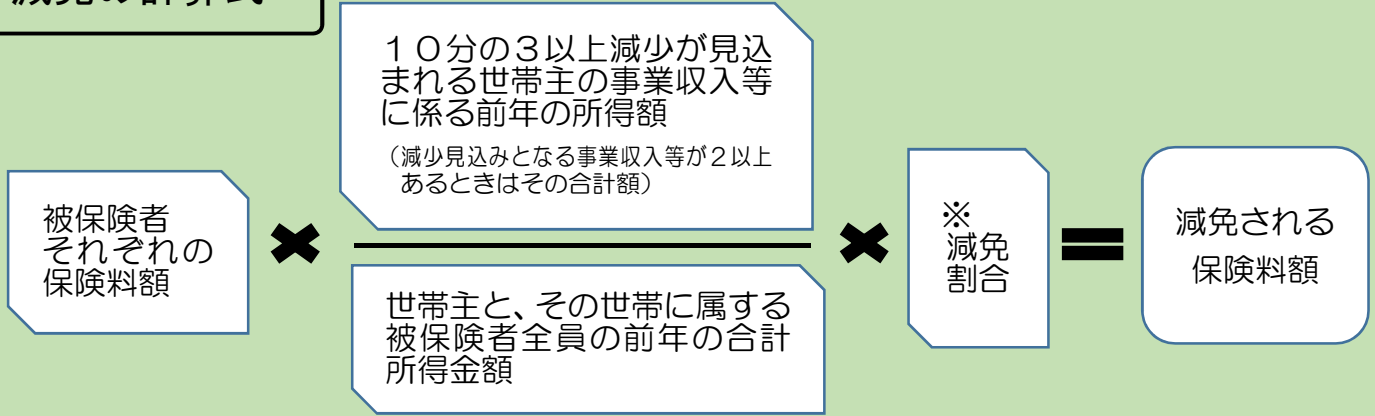 減免の計算式
１０分の３以上減少が見込
まれる世帯主の事業収入等
に係る前年の所得額
（減少見込みとなる事業収入等が２以上
あるときはその合計額）
被保険者
それぞれの
保険料額
✖
世帯主と、その世帯に属する
被保険者全員の前年の合計
所得金額
✖
※
減免
割合
＝
減免される
保険料額